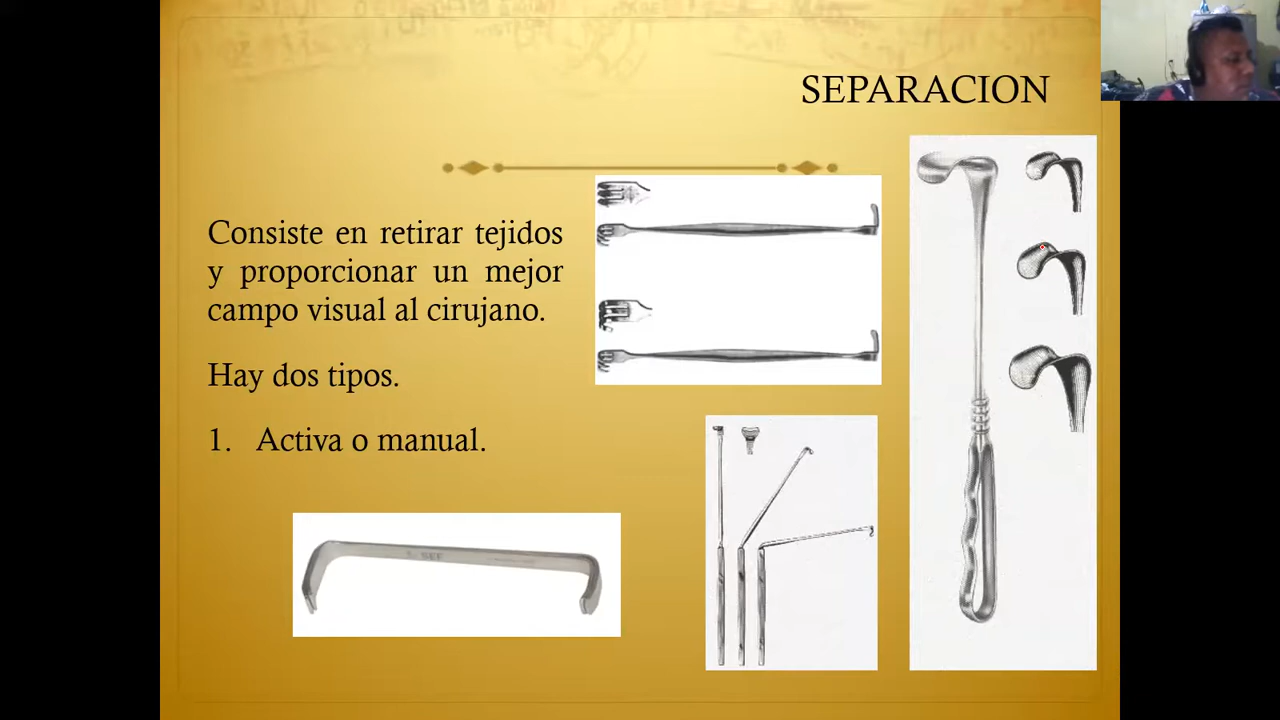 SEPARACION
Consiste en retirar tejidos
y proporcionar un mejor
campo visual al cirujano.
Hay dos tipos.
1. Activa o manual.